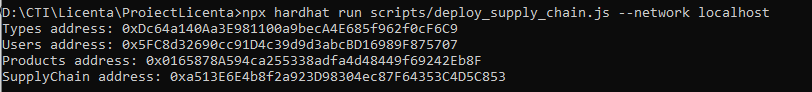 D:\CTI\Licenta\ProiectLicenta>npx hardhat run scripts/deploy_supply_chain.js --network localhost
Types address: 0xDc64a140Aa3E981100a9becA4E685f962f0cF6C9
Users address: 0x5FC8d32690cc91D4c39d9d3abcBD16989F875707
Products address: 0x0165878A594ca255338adfa4d48449f69242Eb8F
SupplyChain address: 0xa513E6E4b8f2a923D98304ec87F64353C4D5C853